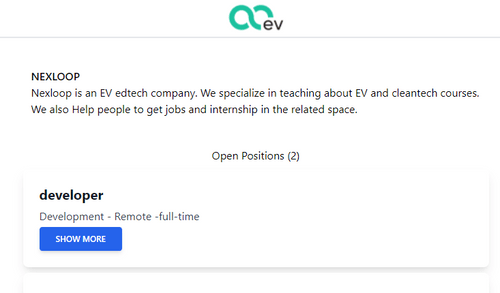 ev
NEXLOOP
Nexloop is an EV edtech company. We specialize in teaching about EV and cleantech courses.
We also Help people to get jobs and internship in the related space.
Open Positions (2)
developer
Development - Remote -full-time
SHOW MORE